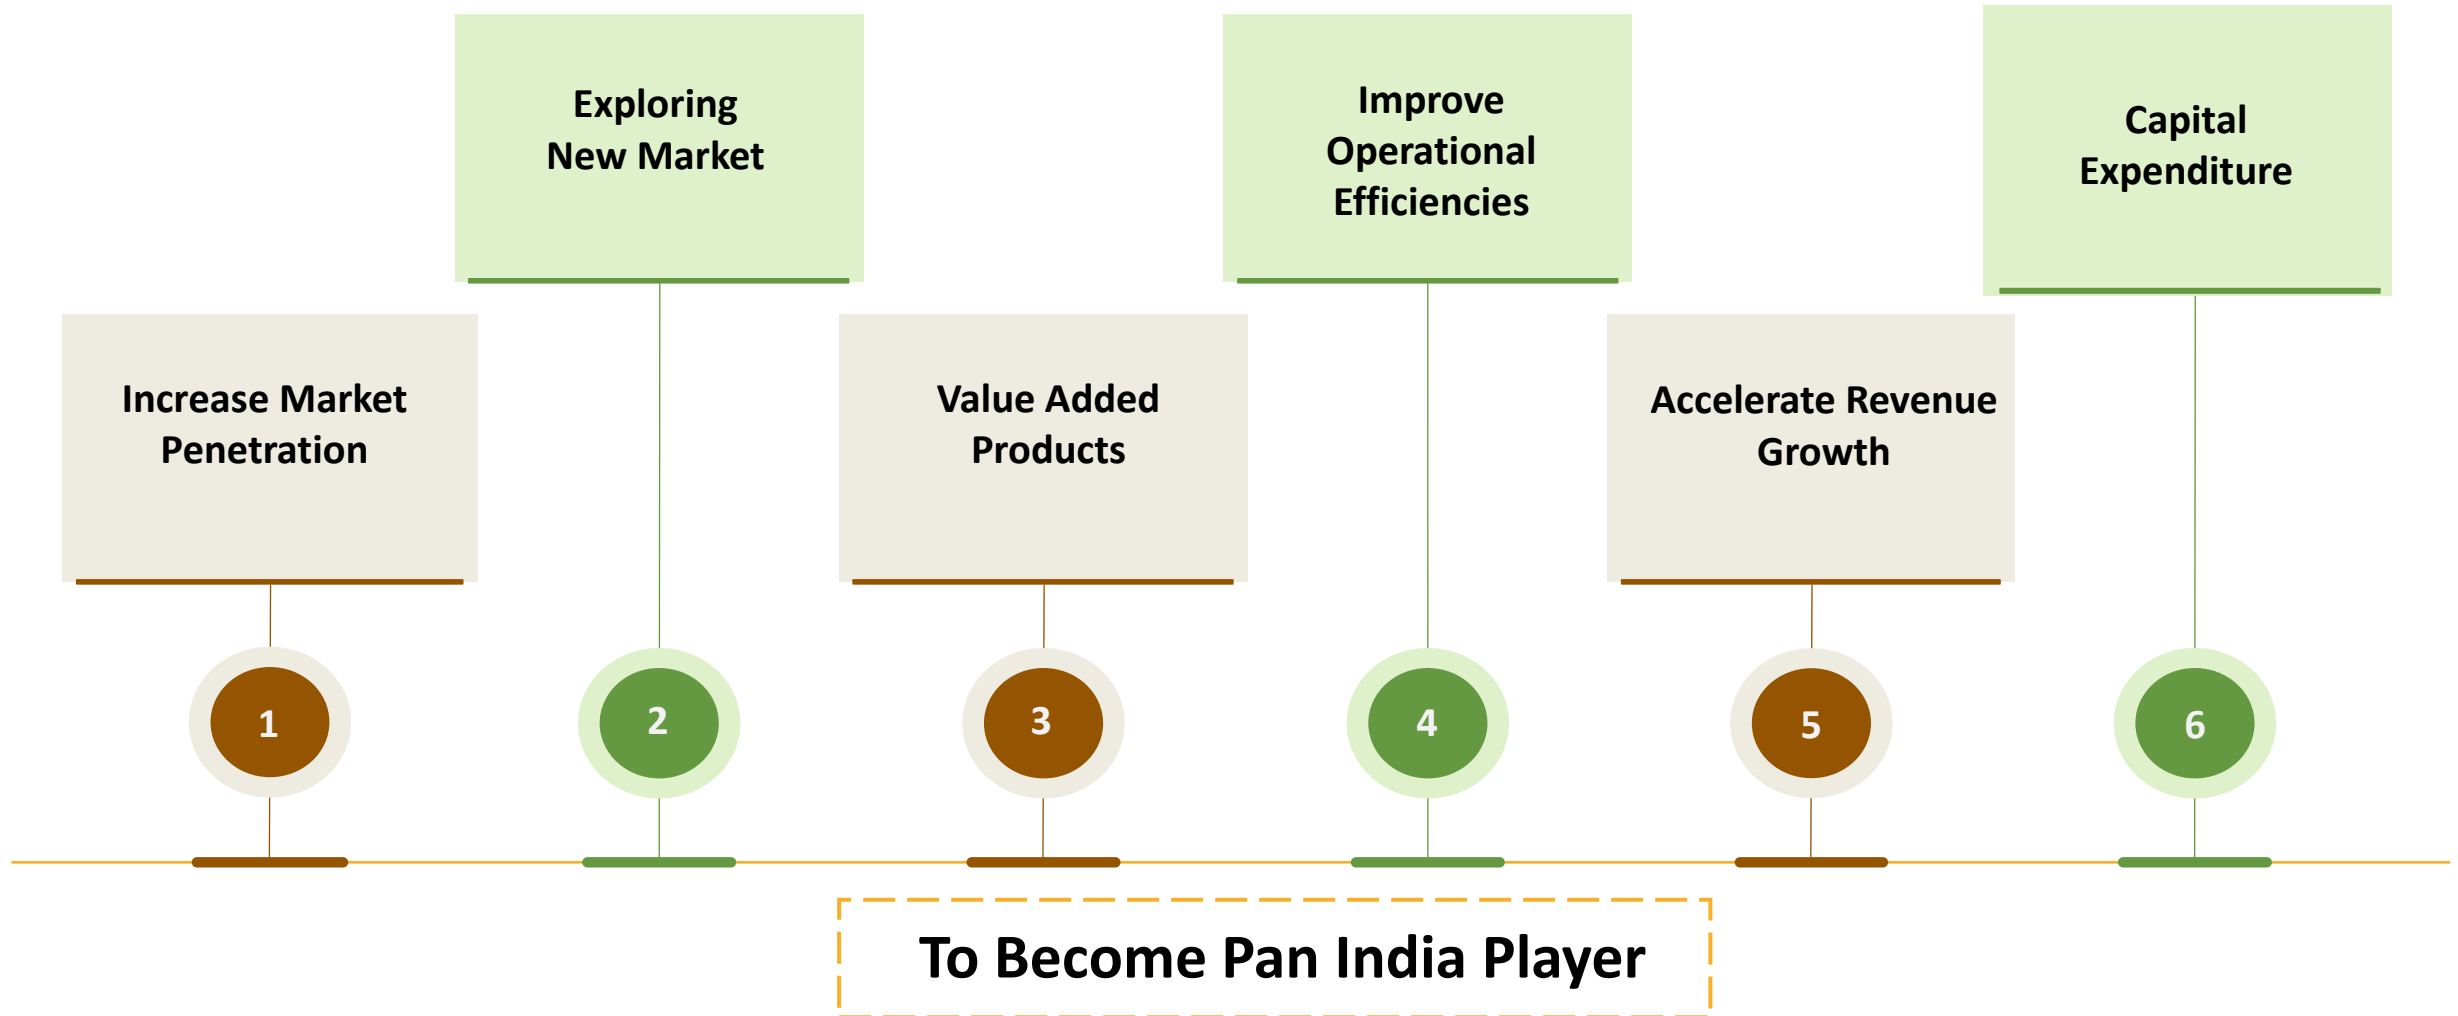 Increase Market
Penetration
1
Exploring
New Market
2
Value Added
Products
3
Improve
Operational
Efficiencies
4
Accelerate Revenue
Growth
5
Capital
Expenditure
6
To Become Pan India Player